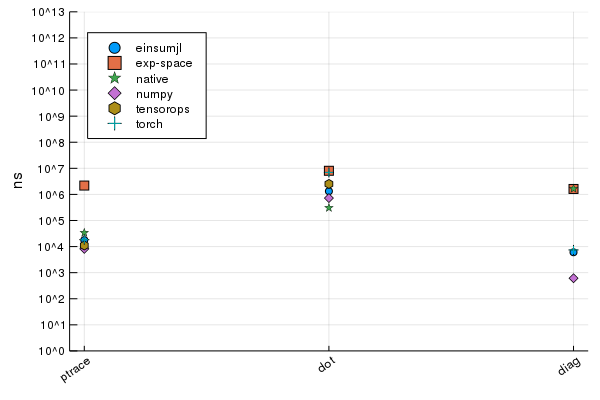 10^13
10^12
10^11
10^10
10^9
10^8
10^7
10^6
10^5
10^4
10^3
10^2
10^1
10^0
ns
einsumjl
exp-space
native
numpy
tensorops
torch
ptrace
dot
diag